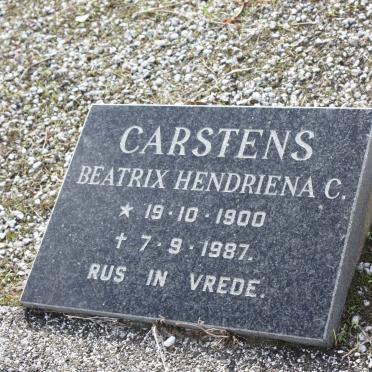 CARSTENS
BEATRIX HENDRIENA C.
* 19·10·1900
† 7·9·1987.
RUS IN VREDE.